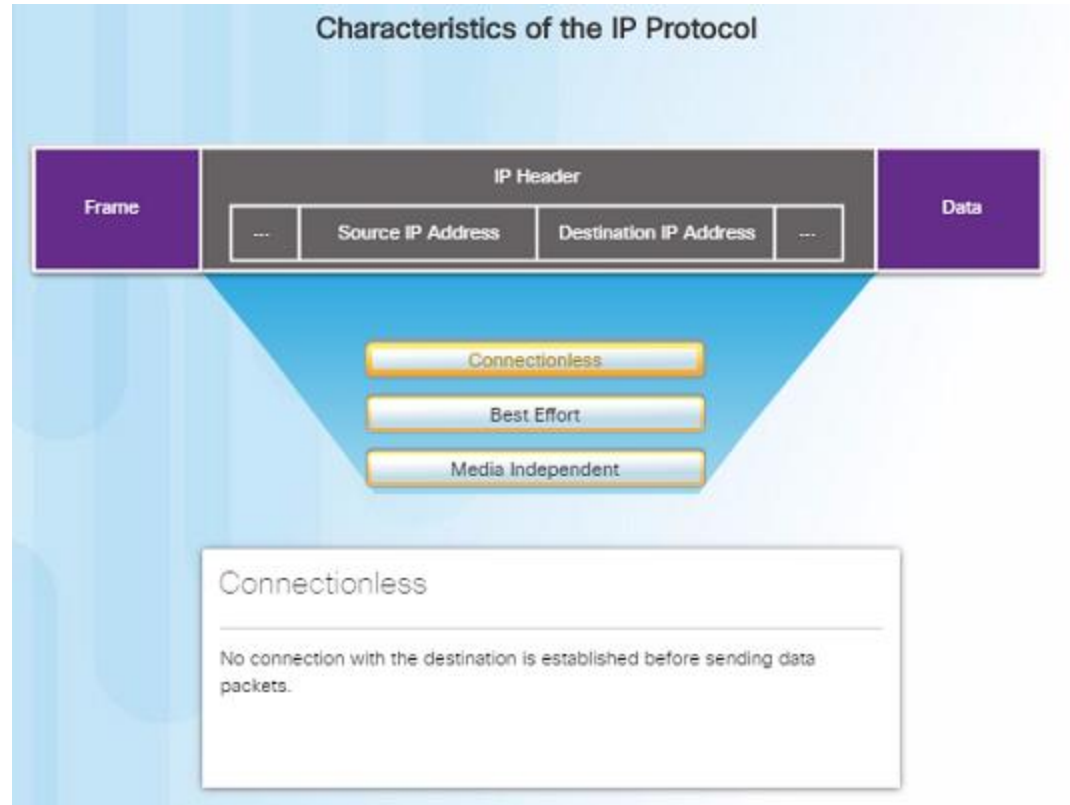 Characteristics of the IP Protocol
IP Header
Frame
---
Source IP Address
Destination IP Address
---
Data
Connectionless
Best Effort
Media Independent
Connectionless
No connection with the destination is established before sending data
packets.